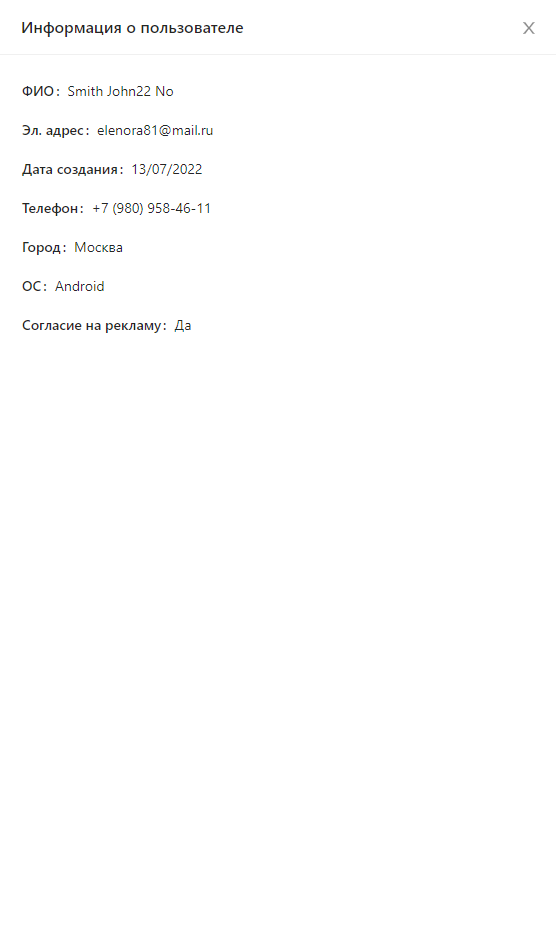 Информация о пользователе
ФИО: Smith John22 No
Эл. адрес: elenora81@mail.ru
Дата создания: 13/07/2022
Телефон: +7 (980) 958-46-11
Город: Москва
ОС: Android
Согласие на рекламу: Да